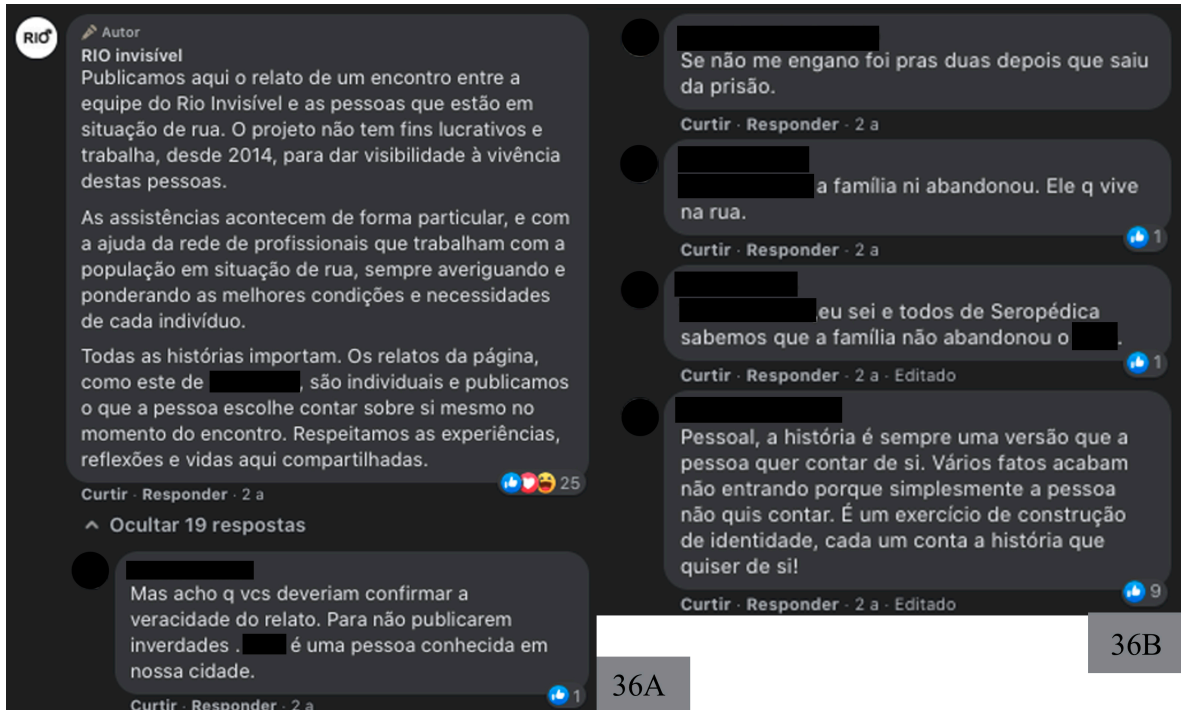 RIO
Autor
RIO invisível
Publicamos aqui o relato de um encontro entre a
equipe do Rio Invisível e as pessoas que estão em
situação de rua. O projeto não tem fins lucrativos e
trabalha, desde 2014, para dar visibilidade à vivência
destas pessoas.
As assistências acontecem de forma particular, e com
a ajuda da rede de profissionais que trabalham com a
população em situação de rua, sempre averiguando e
ponderando as melhores condições e necessidades
de cada indivíduo.
Todas as histórias importam. Os relatos da página,
como este de , são individuais e publicamos
o que a pessoa escolhe contar sobre si mesmo no
momento do encontro. Respeitamos as experiências,
reflexões e vidas aqui compartilhadas.
25
Curtir · Responder · 2 a
Ocultar 19 respostas
Mas acho q vcs deveriam confirmar a
veracidade do relato. Para não publicarem
inverdades . é uma pessoa conhecida em
nossa cidade.
1
Curtir · Responder · 2 a
36A
Se não me engano foi pras duas depois que saiu
da prisão.
Curtir · Responder · 2 a
a família ni abandonou. Ele q vive
na rua.
1
Curtir · Responder · 2 a
eu sei e todos de Seropédica
sabemos que a família não abandonou o .
1
Curtir · Responder · 2 a · Editado
Pessoal, a história é sempre uma versão que a
pessoa quer contar de si. Vários fatos acabam
não entrando porque simplesmente a pessoa
não quis contar. É um exercício de construção
de identidade, cada um conta a história que
quiser de si!
9
Curtir · Responder · 2 a · Editado
36B